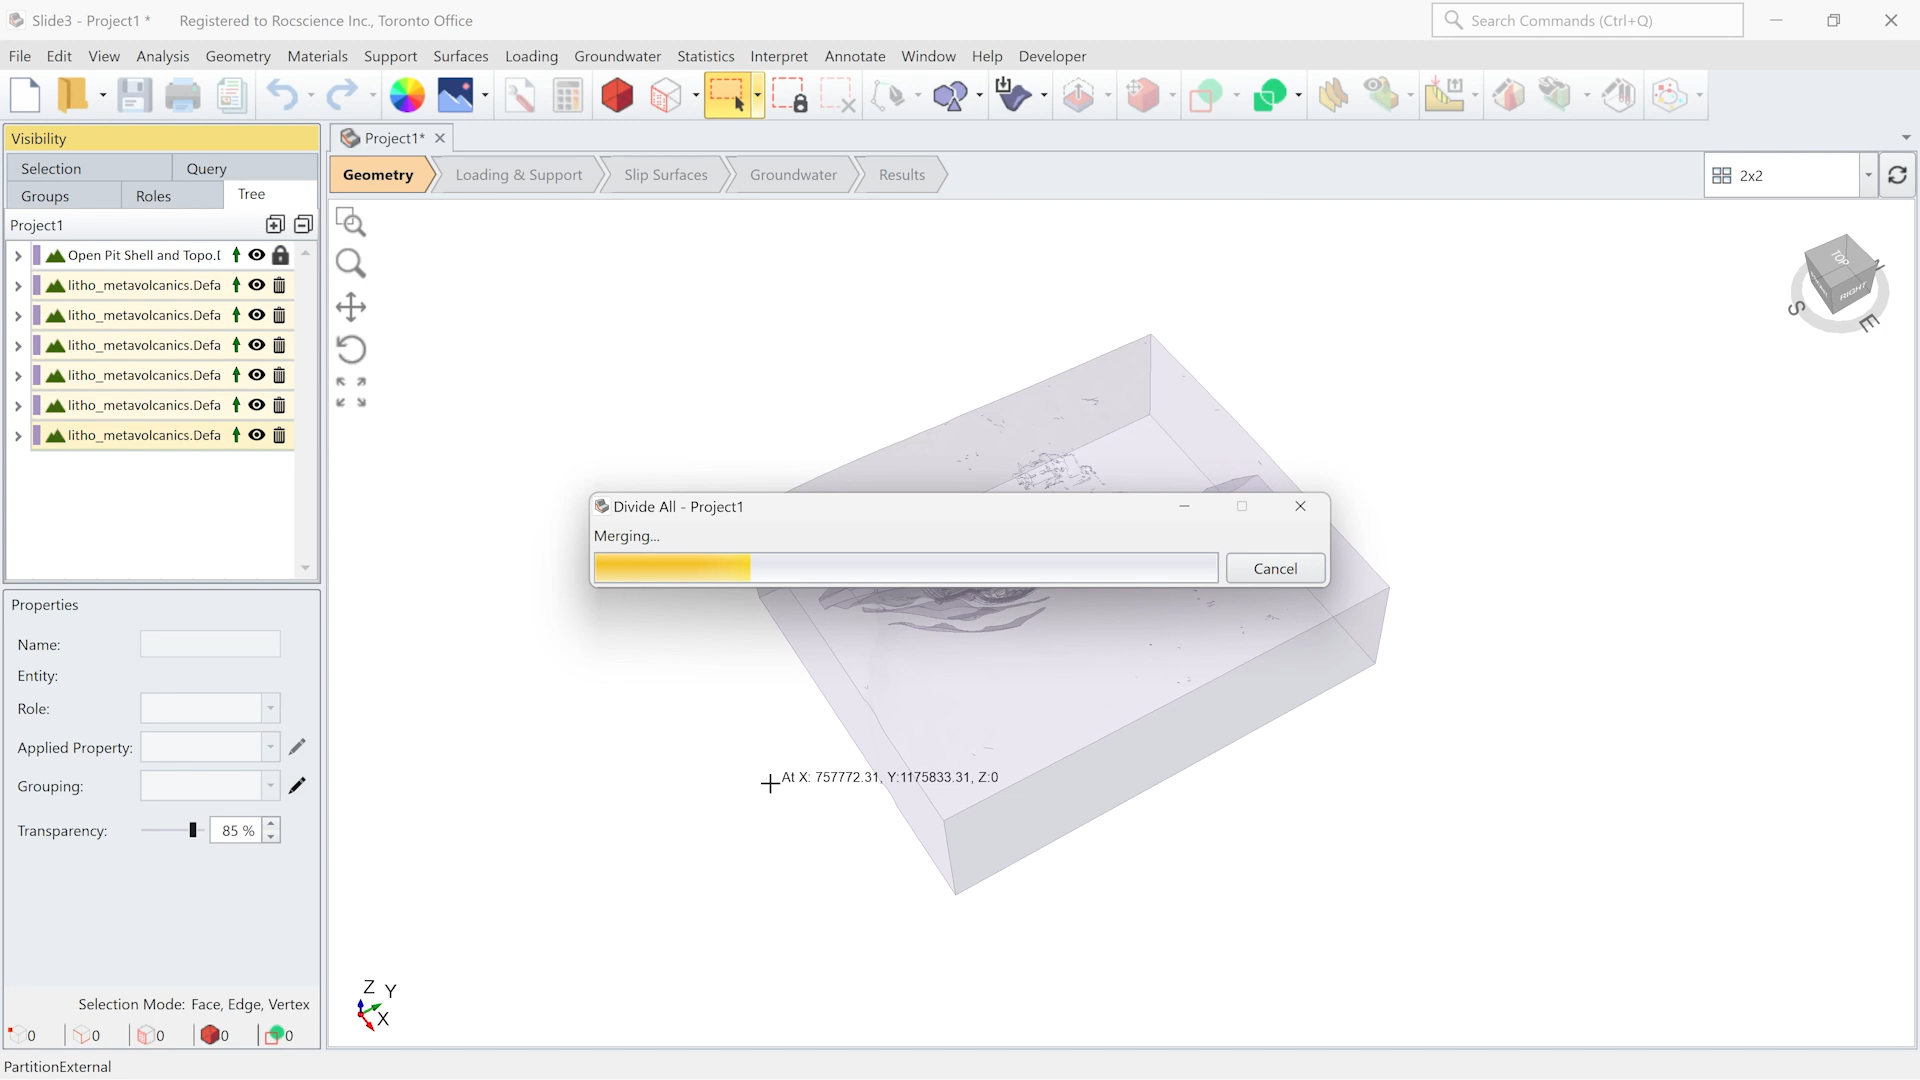 Slide3 - Project1 *
Registered to Rocscience Inc., Toronto Office
Search Commands (Ctrl+Q)
File Edit View Analysis Geometry Materials Support Surfaces Loading Groundwater Statistics Interpret Annotate Window Help Developer
Visibility
Project1*
Selection
Query
Groups
Roles
Tree
Geometry
Loading & Support
Slip Surfaces
Groundwater
Results
2x2
Project1
Open Pit Shell and Topo.
litho_metavolcanics.Defa
litho_metavolcanics.Defa
litho_metavolcanics.Defa
litho_metavolcanics.Defa
litho_metavolcanics.Defa
litho_metavolcanics.Defa
TOP
RIGHT
S
E
Divide All - Project1
Merging...
Cancel
Properties
Name:
Entity:
Role:
Applied Property:
Grouping:
Transparency:
85 %
At X: 757772.31, Y:1175833.31, Z:0
Z
Y
X
Selection Mode: Face, Edge, Vertex
0 0 0 0 0
PartitionExternal